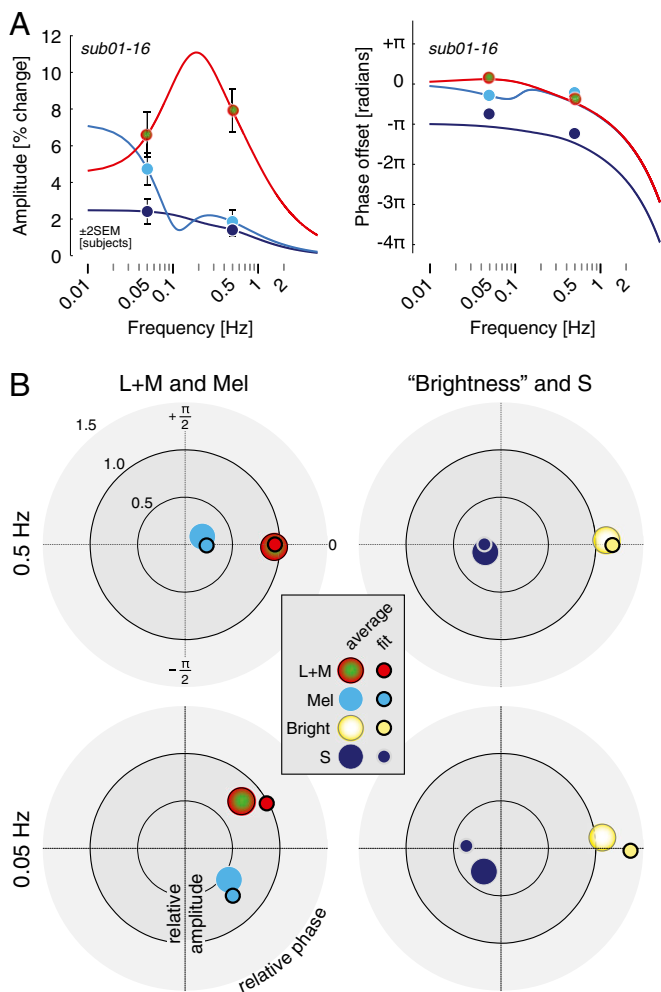 A
sub01-16
12
10
8
6
4
2
0
Amplitude [% change]
±2SEM
[subjects]
0.01
0.05
0.1
0.5
1
2
Frequency [Hz]
sub01-16
+π
0
-π
-2π
-3π
-4π
Phase offset [radians]
0.01
0.05
0.1
0.5
1
2
Frequency [Hz]
B
L+M and Mel
"Brightness" and S
0.5 Hz
1.5
1.0
0.5
+ π/2
0
- π/2
average
fit
L+M
Mel
Bright
S
0.05 Hz
relative
amplitude
relative phase